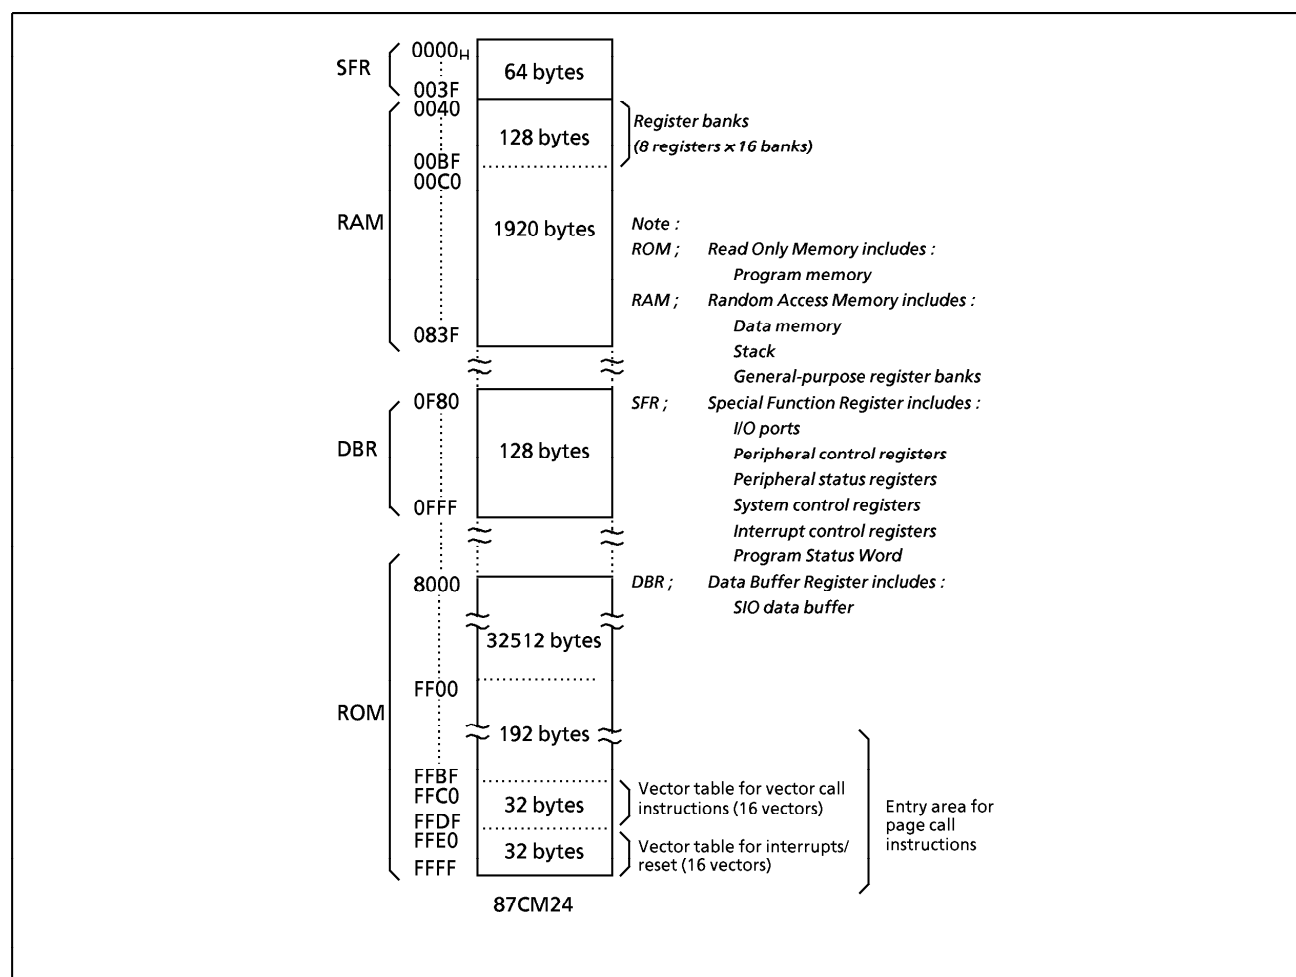 SFR
0000H
64 bytes
003F
0040
128 bytes
Register banks
(8 registers x 16 banks)
00BF
00C0
RAM
1920 bytes
083F
Note :
ROM ; Read Only Memory includes :
Program memory
RAM ; Random Access Memory includes :
Data memory
Stack
General-purpose register banks
0F80
SFR ; Special Function Register includes :
I/O ports
DBR
128 bytes
Peripheral control registers
Peripheral status registers
0FFF
System control registers
Interrupt control registers
Program Status Word
8000
DBR ; Data Buffer Register includes :
SIO data buffer
32512 bytes
FF00
ROM
192 bytes
FFBF
FFC0
32 bytes
Vector table for vector call
instructions (16 vectors)
FFDF
FFE0
32 bytes
Vector table for interrupts/
reset (16 vectors)
FFFF
Entry area for
page call
instructions
87CM24